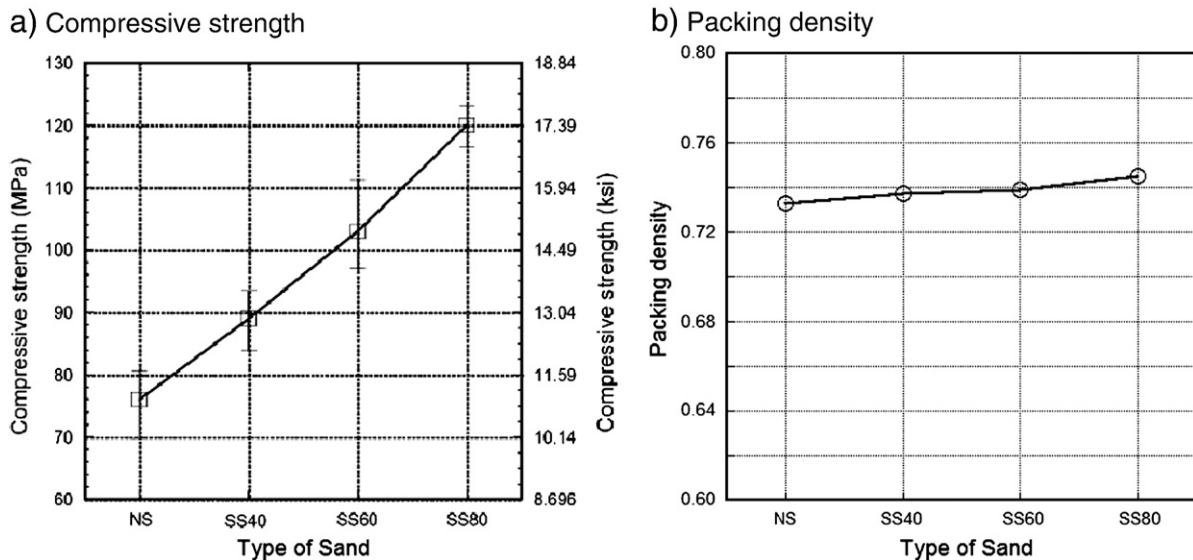 a) Compressive strength
130
120
110
100
90
80
70
60
Compressive strength (MPa)
18.84
17.39
15.94
14.49
13.04
11.59
10.14
8.696
Compressive strength (ksi)
NS SS40 SS60 SS80
Type of Sand
b) Packing density
0.80
0.76
0.72
0.68
0.64
0.60
Packing density
NS SS40 SS60 SS80
Type of Sand